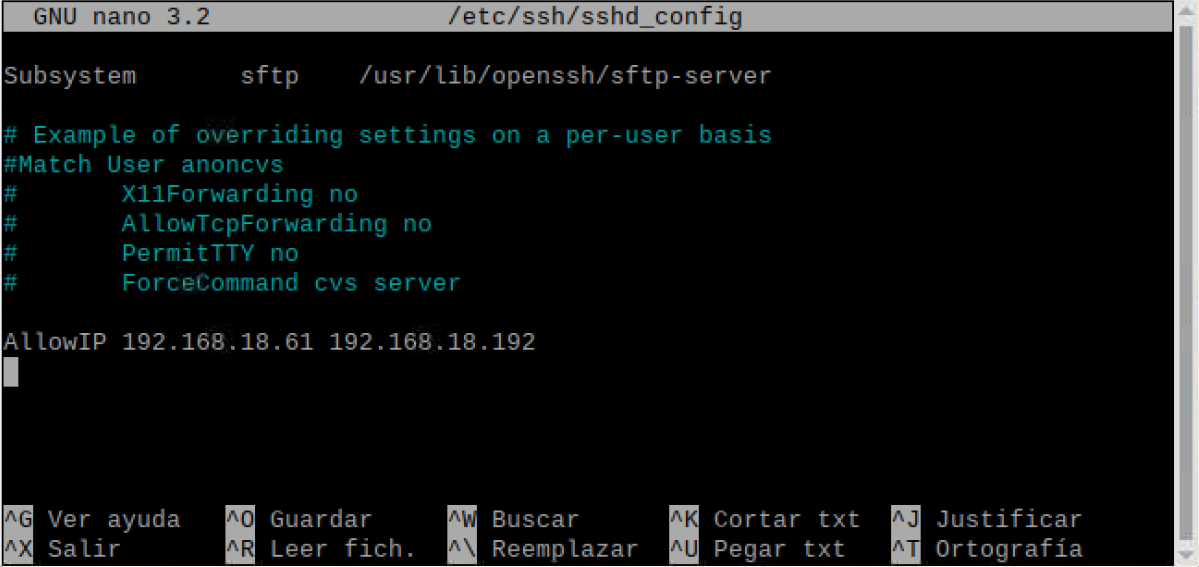 GNU nano 3.2 /etc/ssh/sshd_config
Subsystem sftp /usr/lib/openssh/sftp-server
# Example of overriding settings on a per-user basis
#Match User anoncvs
# X11Forwarding no
# AllowTcpForwarding no
# PermitTTY no
# ForceCommand cvs server
AllowIP 192.168.18.61 192.168.18.192
^G Ver ayuda ^O Guardar ^W Buscar ^K Cortar txt ^J Justificar
^X Salir ^R Leer fich. ^\ Reemplazar ^U Pegar txt ^T Ortografía